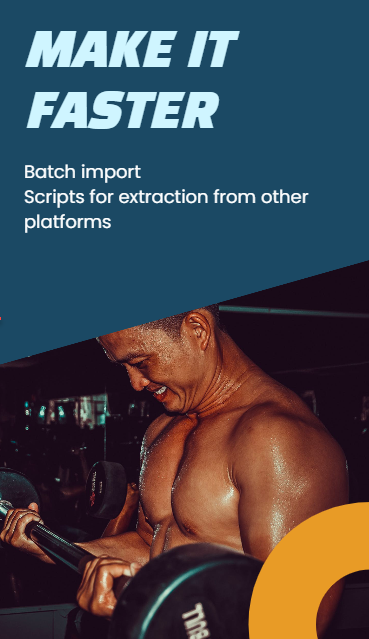 MAKE IT
FASTER
Batch import
Scripts for extraction from other
platforms